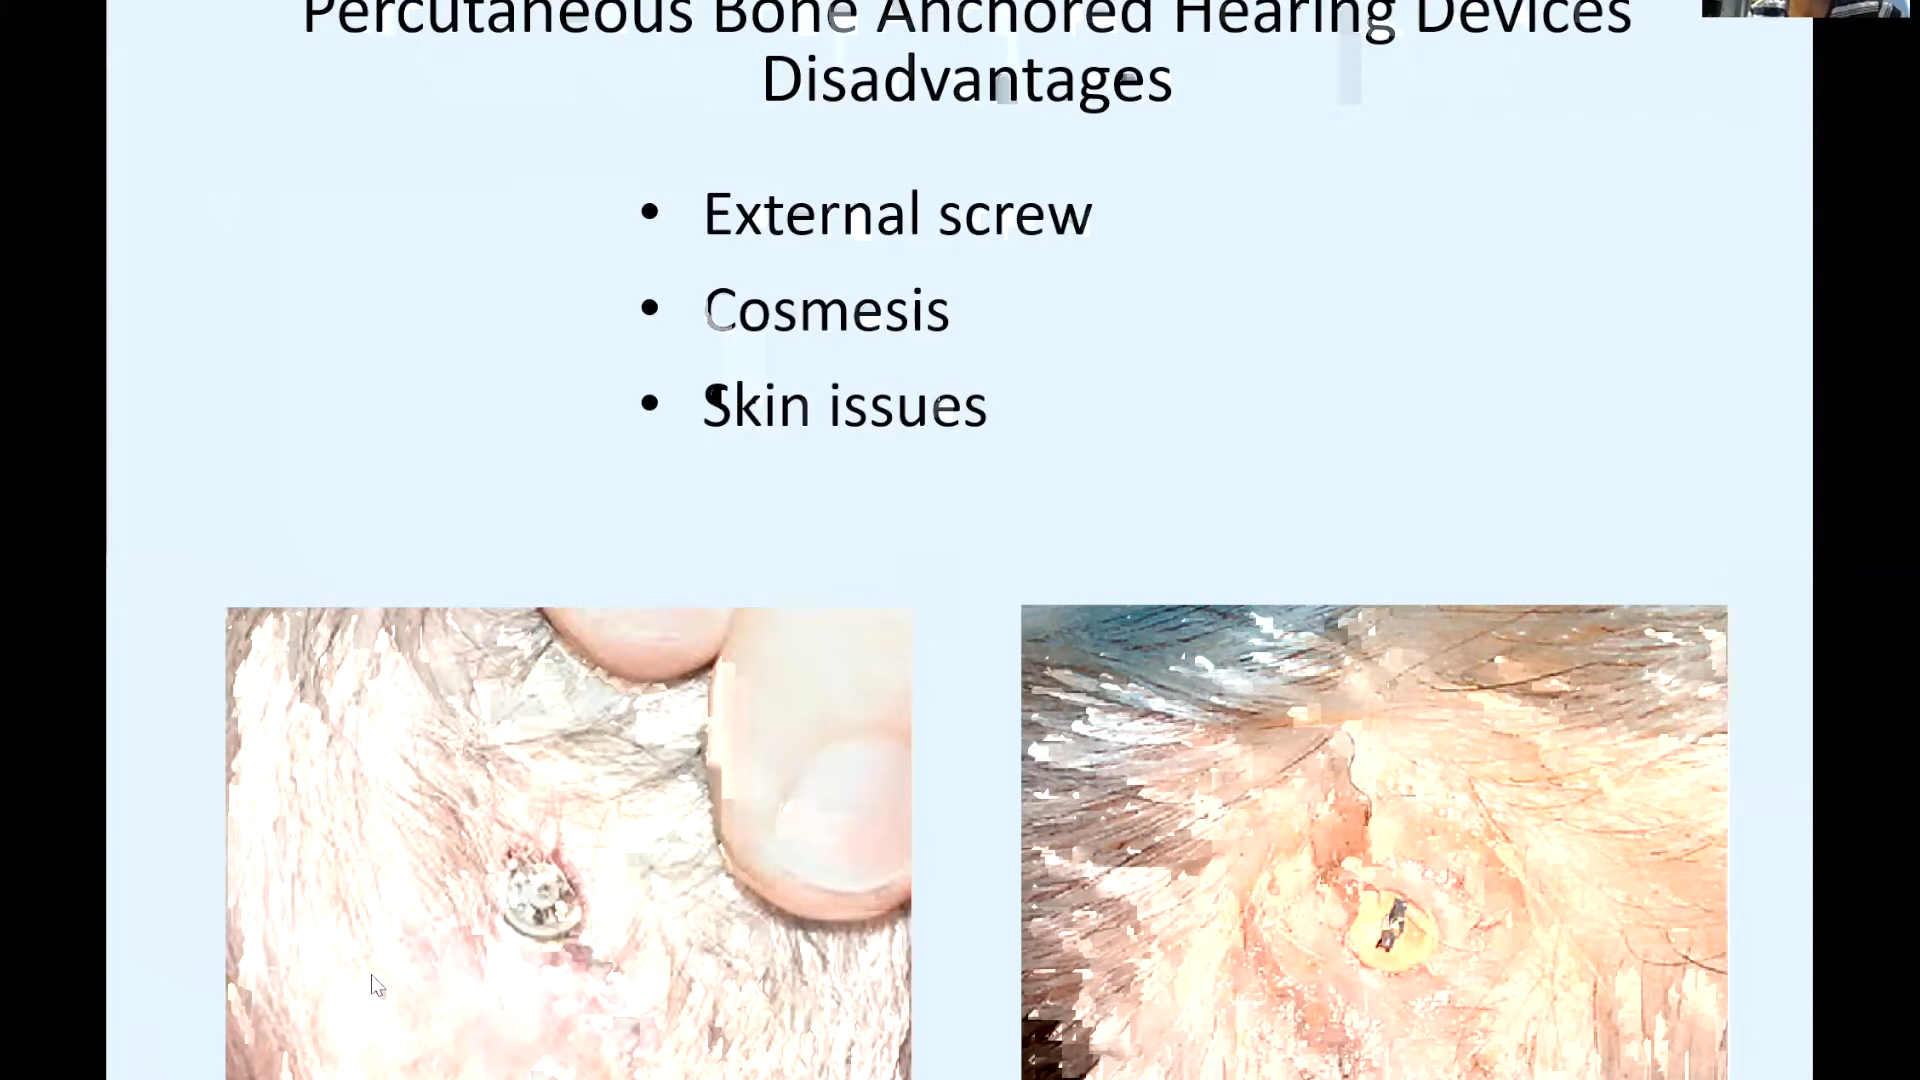 Percutaneous Bone Anchored Hearing Devices
Disadvantages
• External screw
• Cosmesis
• Skin issues